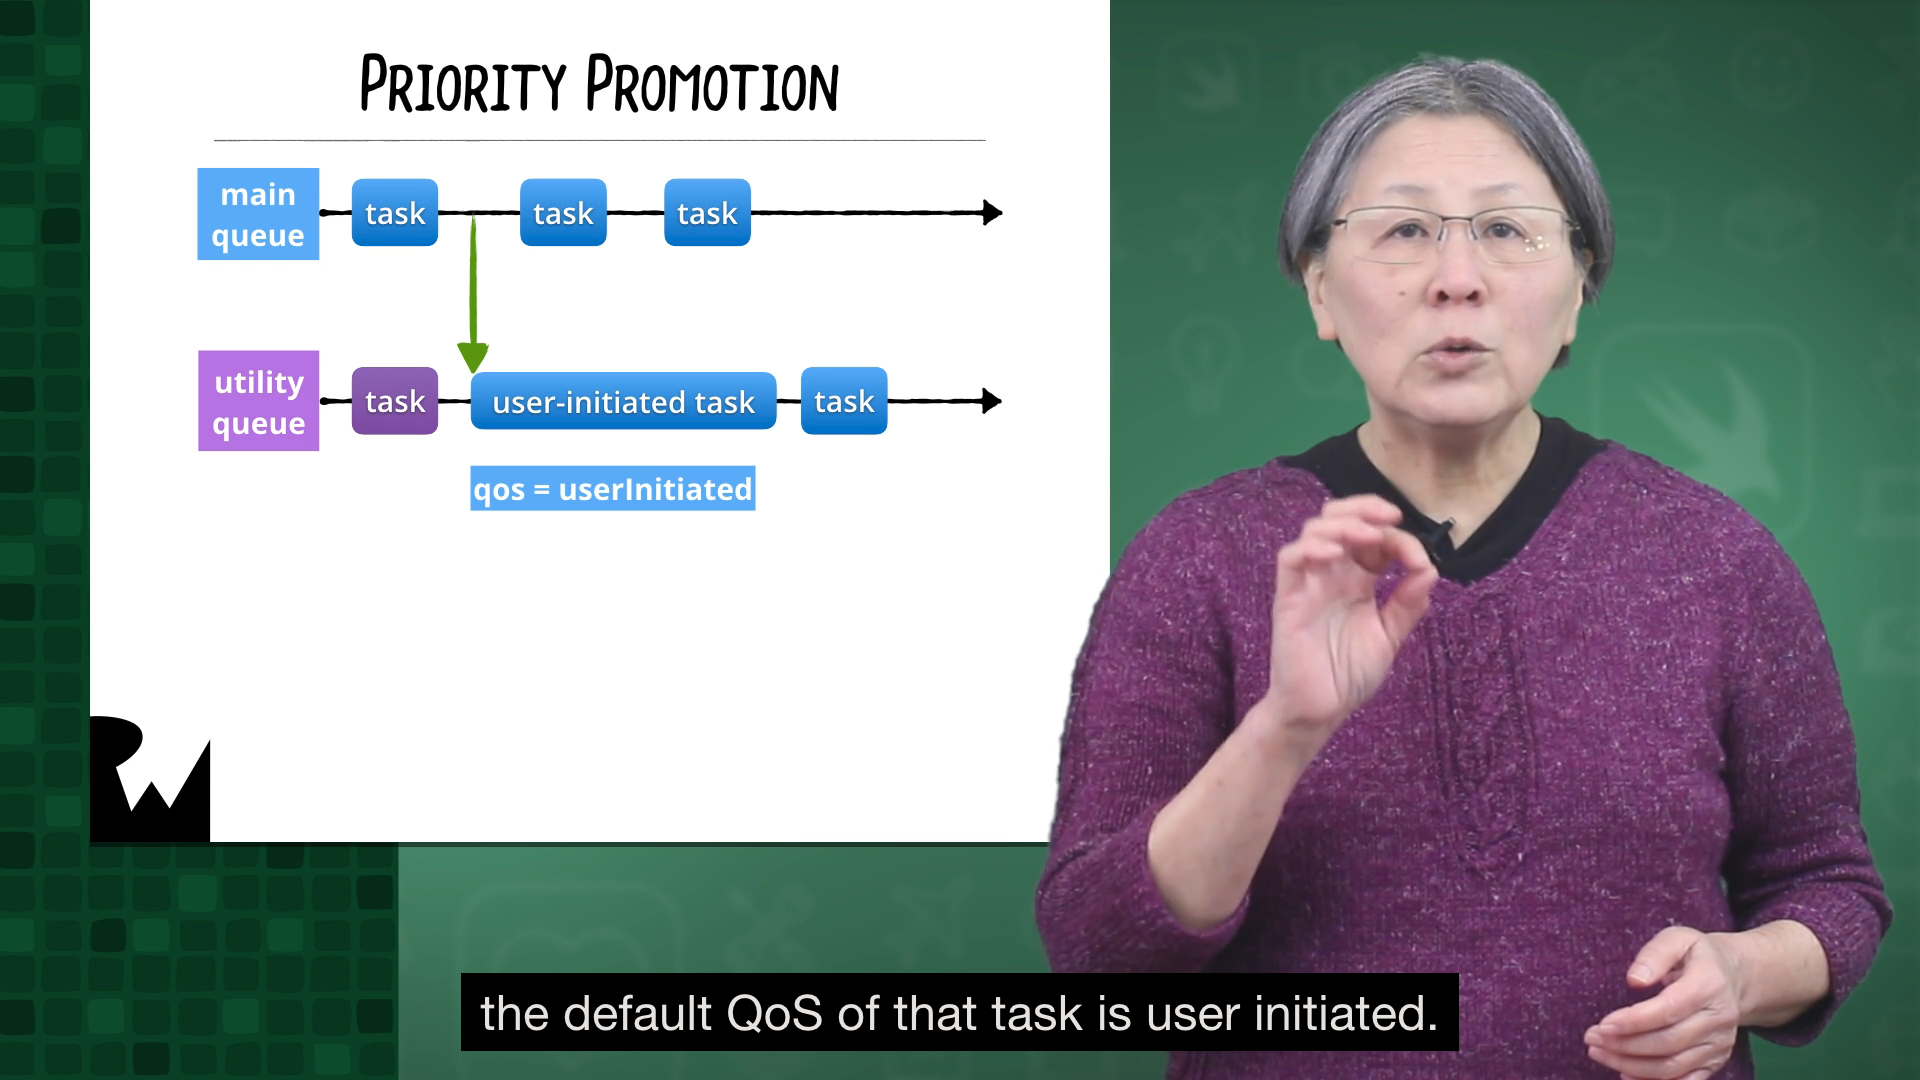 PRIORITY PROMOTION
main
queue
task
task
task
utility
queue
task
user-initiated task
task
qos = userInitiated
the default QoS of that task is user initiated.